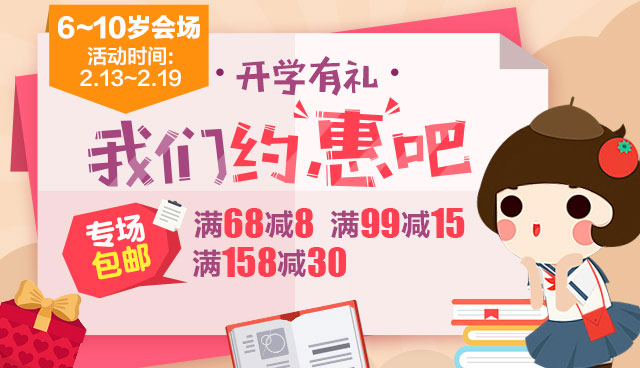 6~10岁会场
活动时间:
2.13~2.19
·开学有礼·
我们约惠吧
专场
包邮
满68减8 满99减15
满158减30